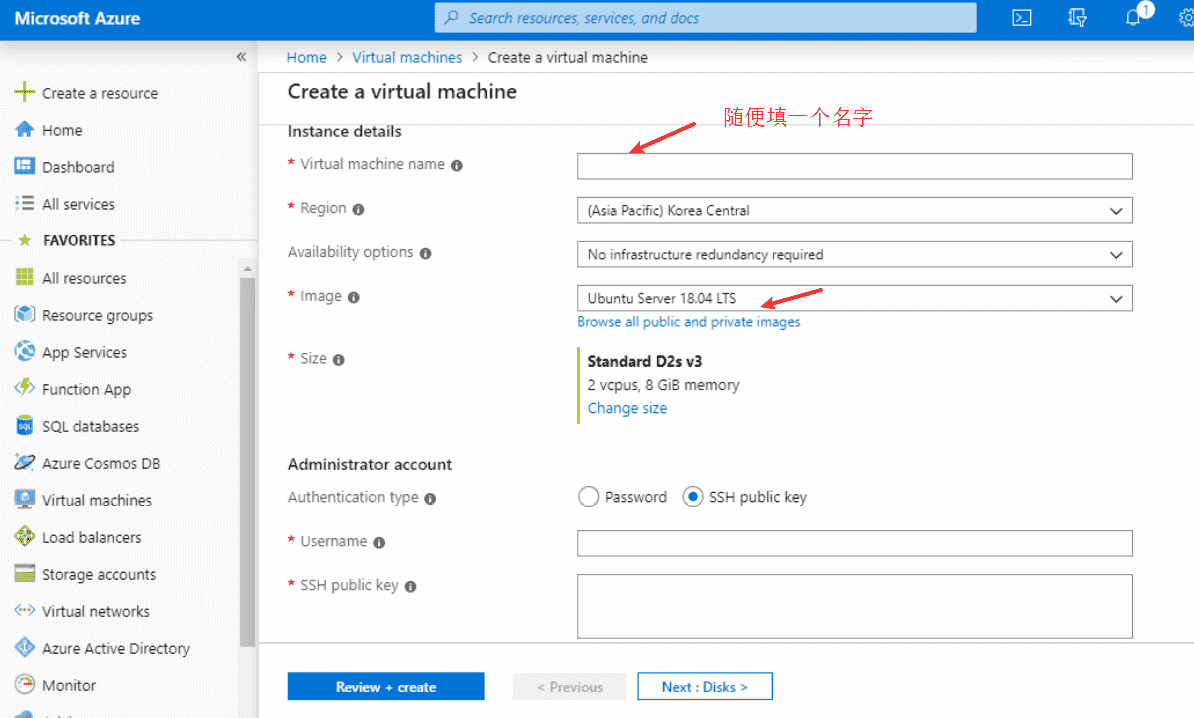 Microsoft Azure
Search resources, services, and docs
1
«
Create a resource
Home
Dashboard
All services
FAVORITES
All resources
Resource groups
App Services
Function App
SQL databases
Azure Cosmos DB
Virtual machines
Load balancers
Storage accounts
Virtual networks
Azure Active Directory
Monitor
Home > Virtual machines > Create a virtual machine
Create a virtual machine
随便填一个名字
Instance details
* Virtual machine name
* Region
(Asia Pacific) Korea Central
Availability options
No infrastructure redundancy required
* Image
Ubuntu Server 18.04 LTS
Browse all public and private images
* Size
Standard D2s v3
2 vcpus, 8 GiB memory
Change size
Administrator account
Authentication type
Password
SSH public key
* Username
* SSH public key
Review + create
< Previous
Next : Disks >